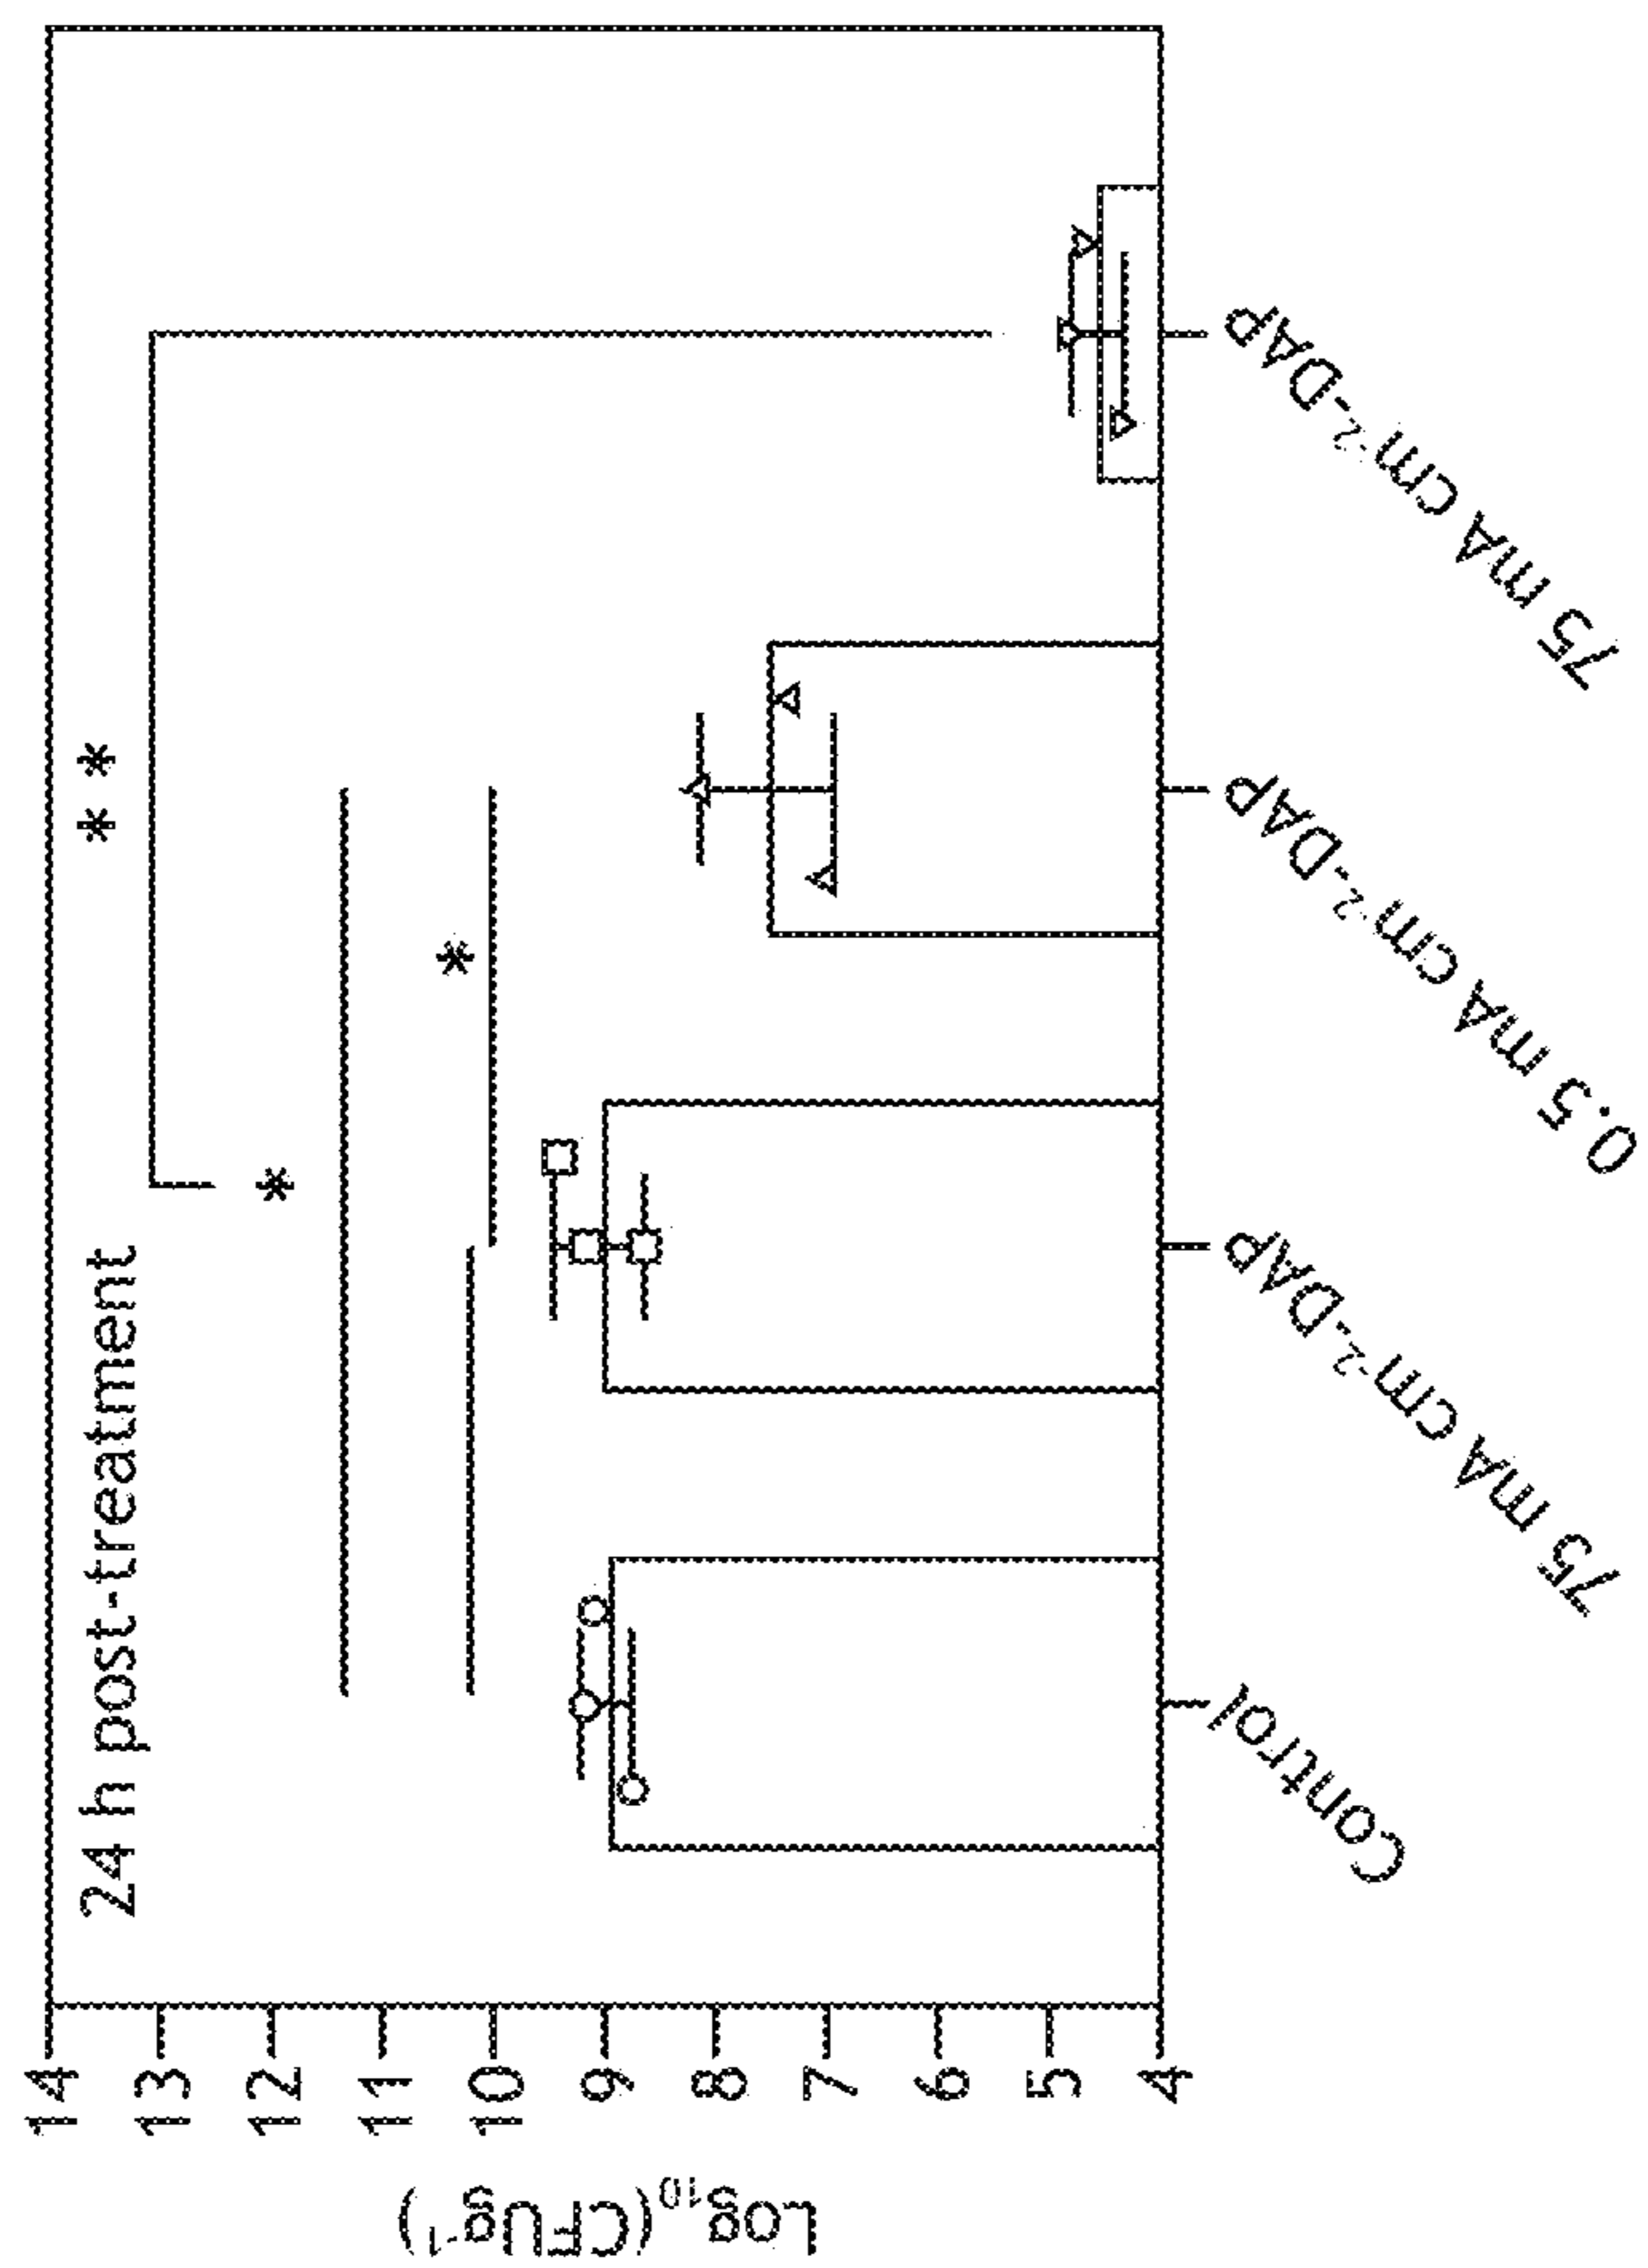 24 h post-treatment
* *
*
*
Log₁₀(CFUg⁻¹)
14
13
12
11
10
9
8
7
6
5
4
Control
75 mA cm⁻²-DAP
0.5 mA cm⁻²-DAP
75 mA cm⁻²-DAP